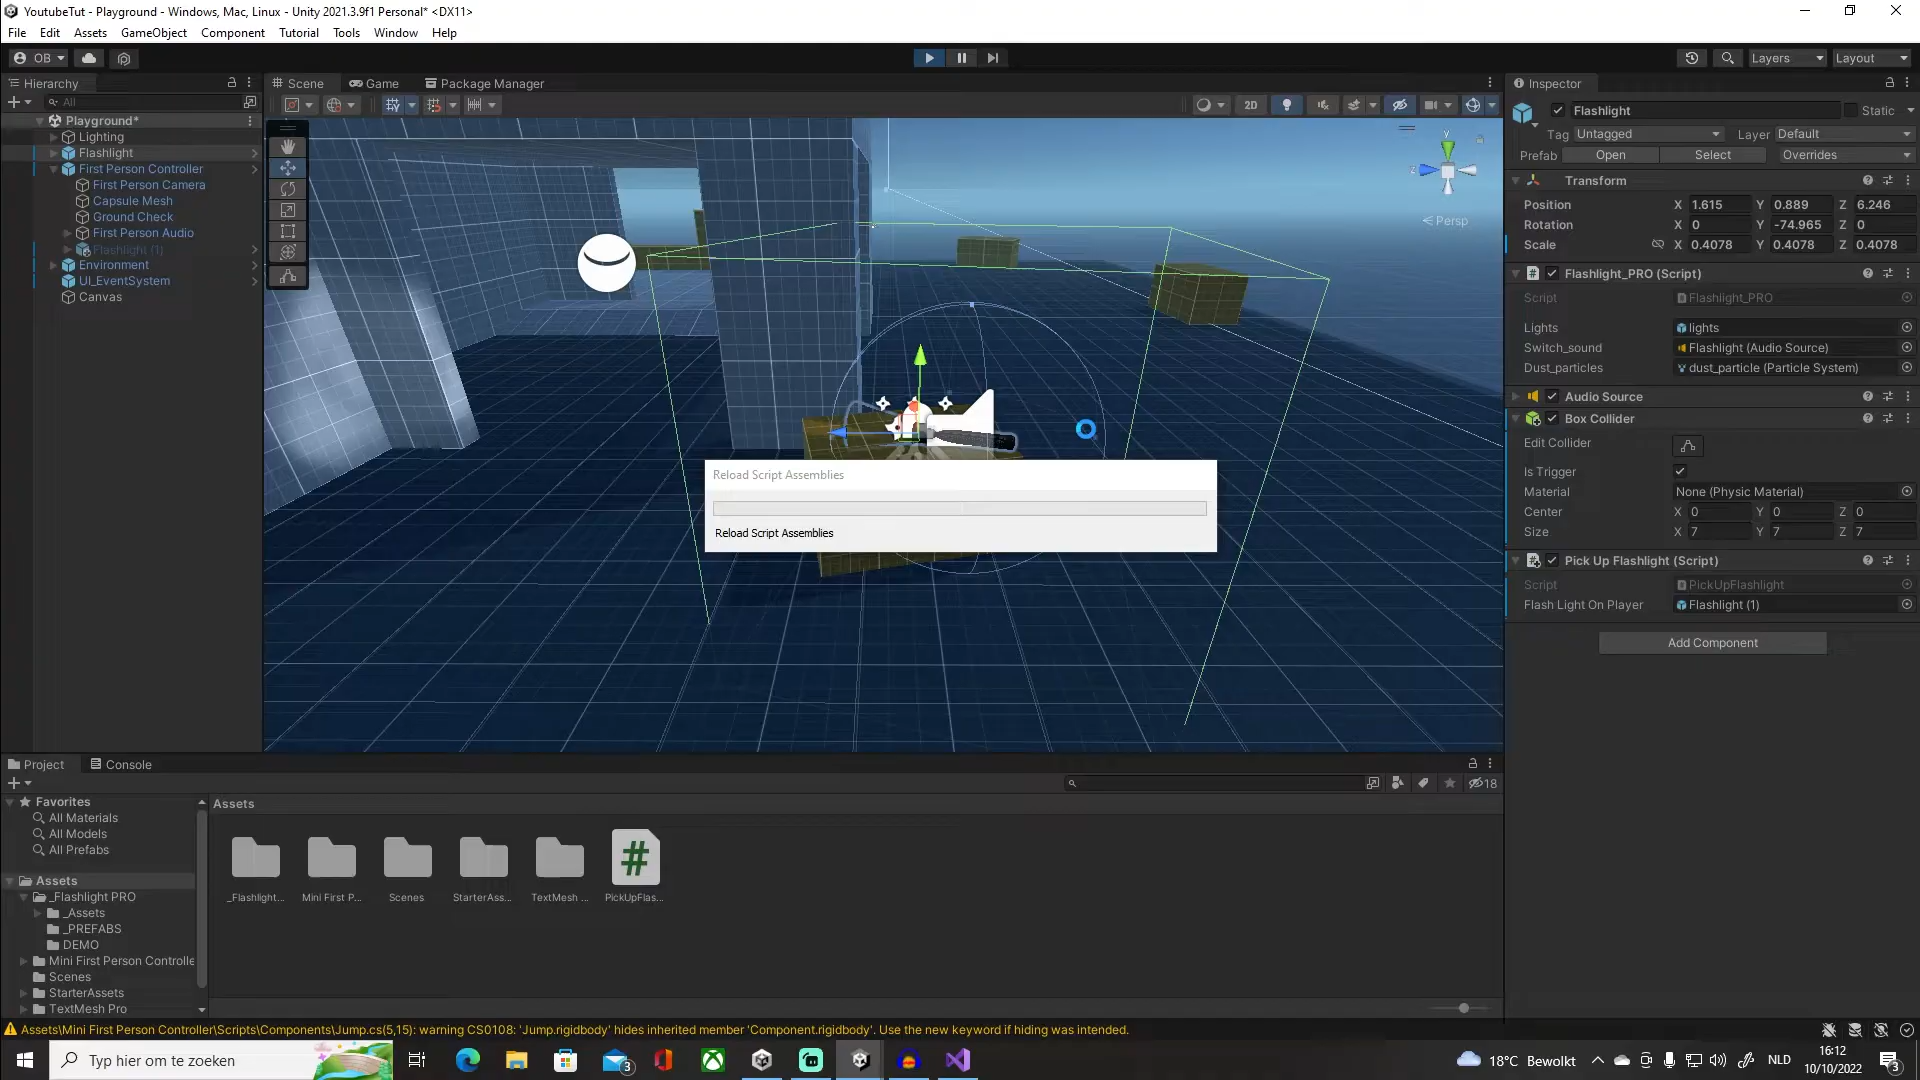 YoutubeTut - Playground - Windows, Mac, Linux - Unity 2021.3.9f1 Personal* <DX11>
File Edit Assets GameObject Component Tutorial Tools Window Help
OB Layers Layout
Hierarchy
All
Playground*
Lighting
Flashlight
First Person Controller
First Person Camera
Capsule Mesh
Ground Check
First Person Audio
Flashlight (1)
Environment
UI_EventSystem
Canvas
Scene Game Package Manager
2D
y
z
< Persp
Reload Script Assemblies
Reload Script Assemblies
Inspector
Flashlight Static
Tag Untagged Layer Default
Prefab Open Select Overrides
Transform
Position X 1.615 Y 0.889 Z 6.246
Rotation X 0 Y -74.965 Z 0
Scale X 0.4078 Y 0.4078 Z 0.4078
Flashlight_PRO (Script)
Script Flashlight_PRO
Lights lights
Switch_sound Flashlight (Audio Source)
Dust_particles dust_particle (Particle System)
Audio Source
Box Collider
Edit Collider
Is Trigger
Material None (Physic Material)
Center X 0 Y 0 Z 0
Size X 7 Y 7 Z 7
Pick Up Flashlight (Script)
Script PickUpFlashlight
Flash Light On Player Flashlight (1)
Add Component
Project Console
18
Favorites
All Materials
All Models
All Prefabs
Assets
_Flashlight PRO
_Assets
_PREFABS
DEMO
Mini First Person Controlle
Scenes
StarterAssets
TextMesh Pro
Assets
_Flashlight... Mini First P... Scenes StarterAss... TextMesh ... PickUpFlas...
Assets\Mini First Person Controller\Scripts\Components\Jump.cs(5,15): warning CS0108: 'Jump.rigidbody' hides inherited member 'Component.rigidbody'. Use the new keyword if hiding was intended.
Typ hier om te zoeken
3
18°C Bewolkt
NLD
16:12
10/10/2022
3